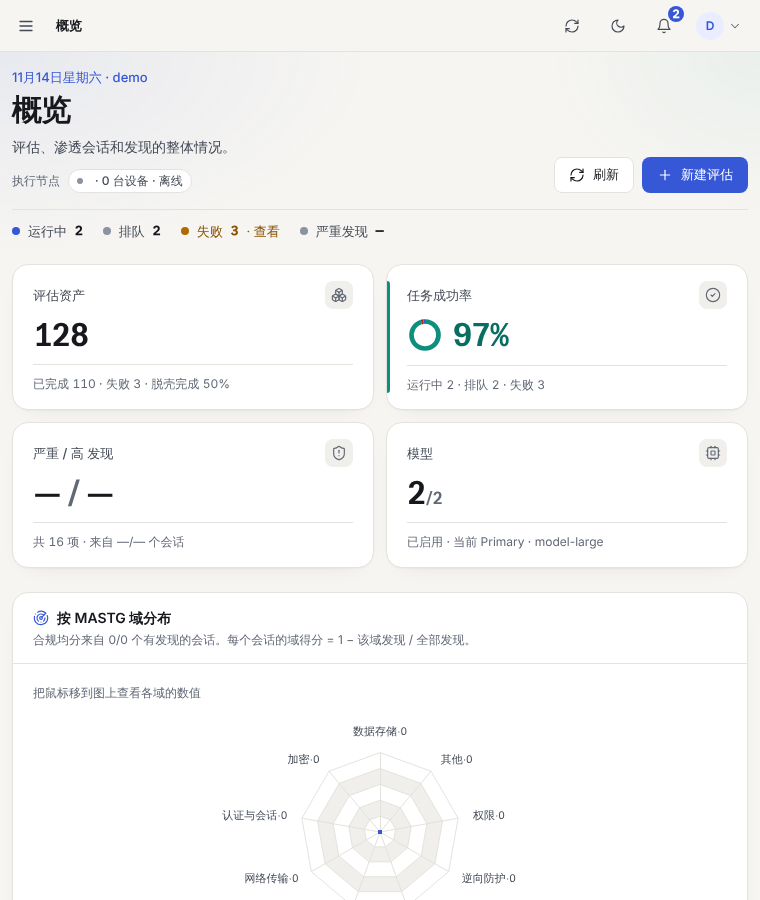 概览
2
D
11月14日星期六 · demo
概览
评估、渗透会话和发现的整体情况。
执行节点 · 0 台设备 · 离线
刷新
新建评估
运行中 2 排队 2 失败 3 · 查看 严重发现 —
评估资产
128
已完成 110 · 失败 3 · 脱壳完成 50%
任务成功率
97%
运行中 2 · 排队 2 · 失败 3
严重 / 高 发现
— / —
共 16 项 · 来自 —/— 个会话
模型
2/2
已启用 · 当前 Primary · model-large
按 MASTG 域分布
合规均分来自 0/0 个有发现的会话。每个会话的域得分 = 1 − 该域发现 / 全部发现。
把鼠标移到图上查看各域的数值
数据存储·0
加密·0
其他·0
认证与会话·0
权限·0
网络传输·0
逆向防护·0